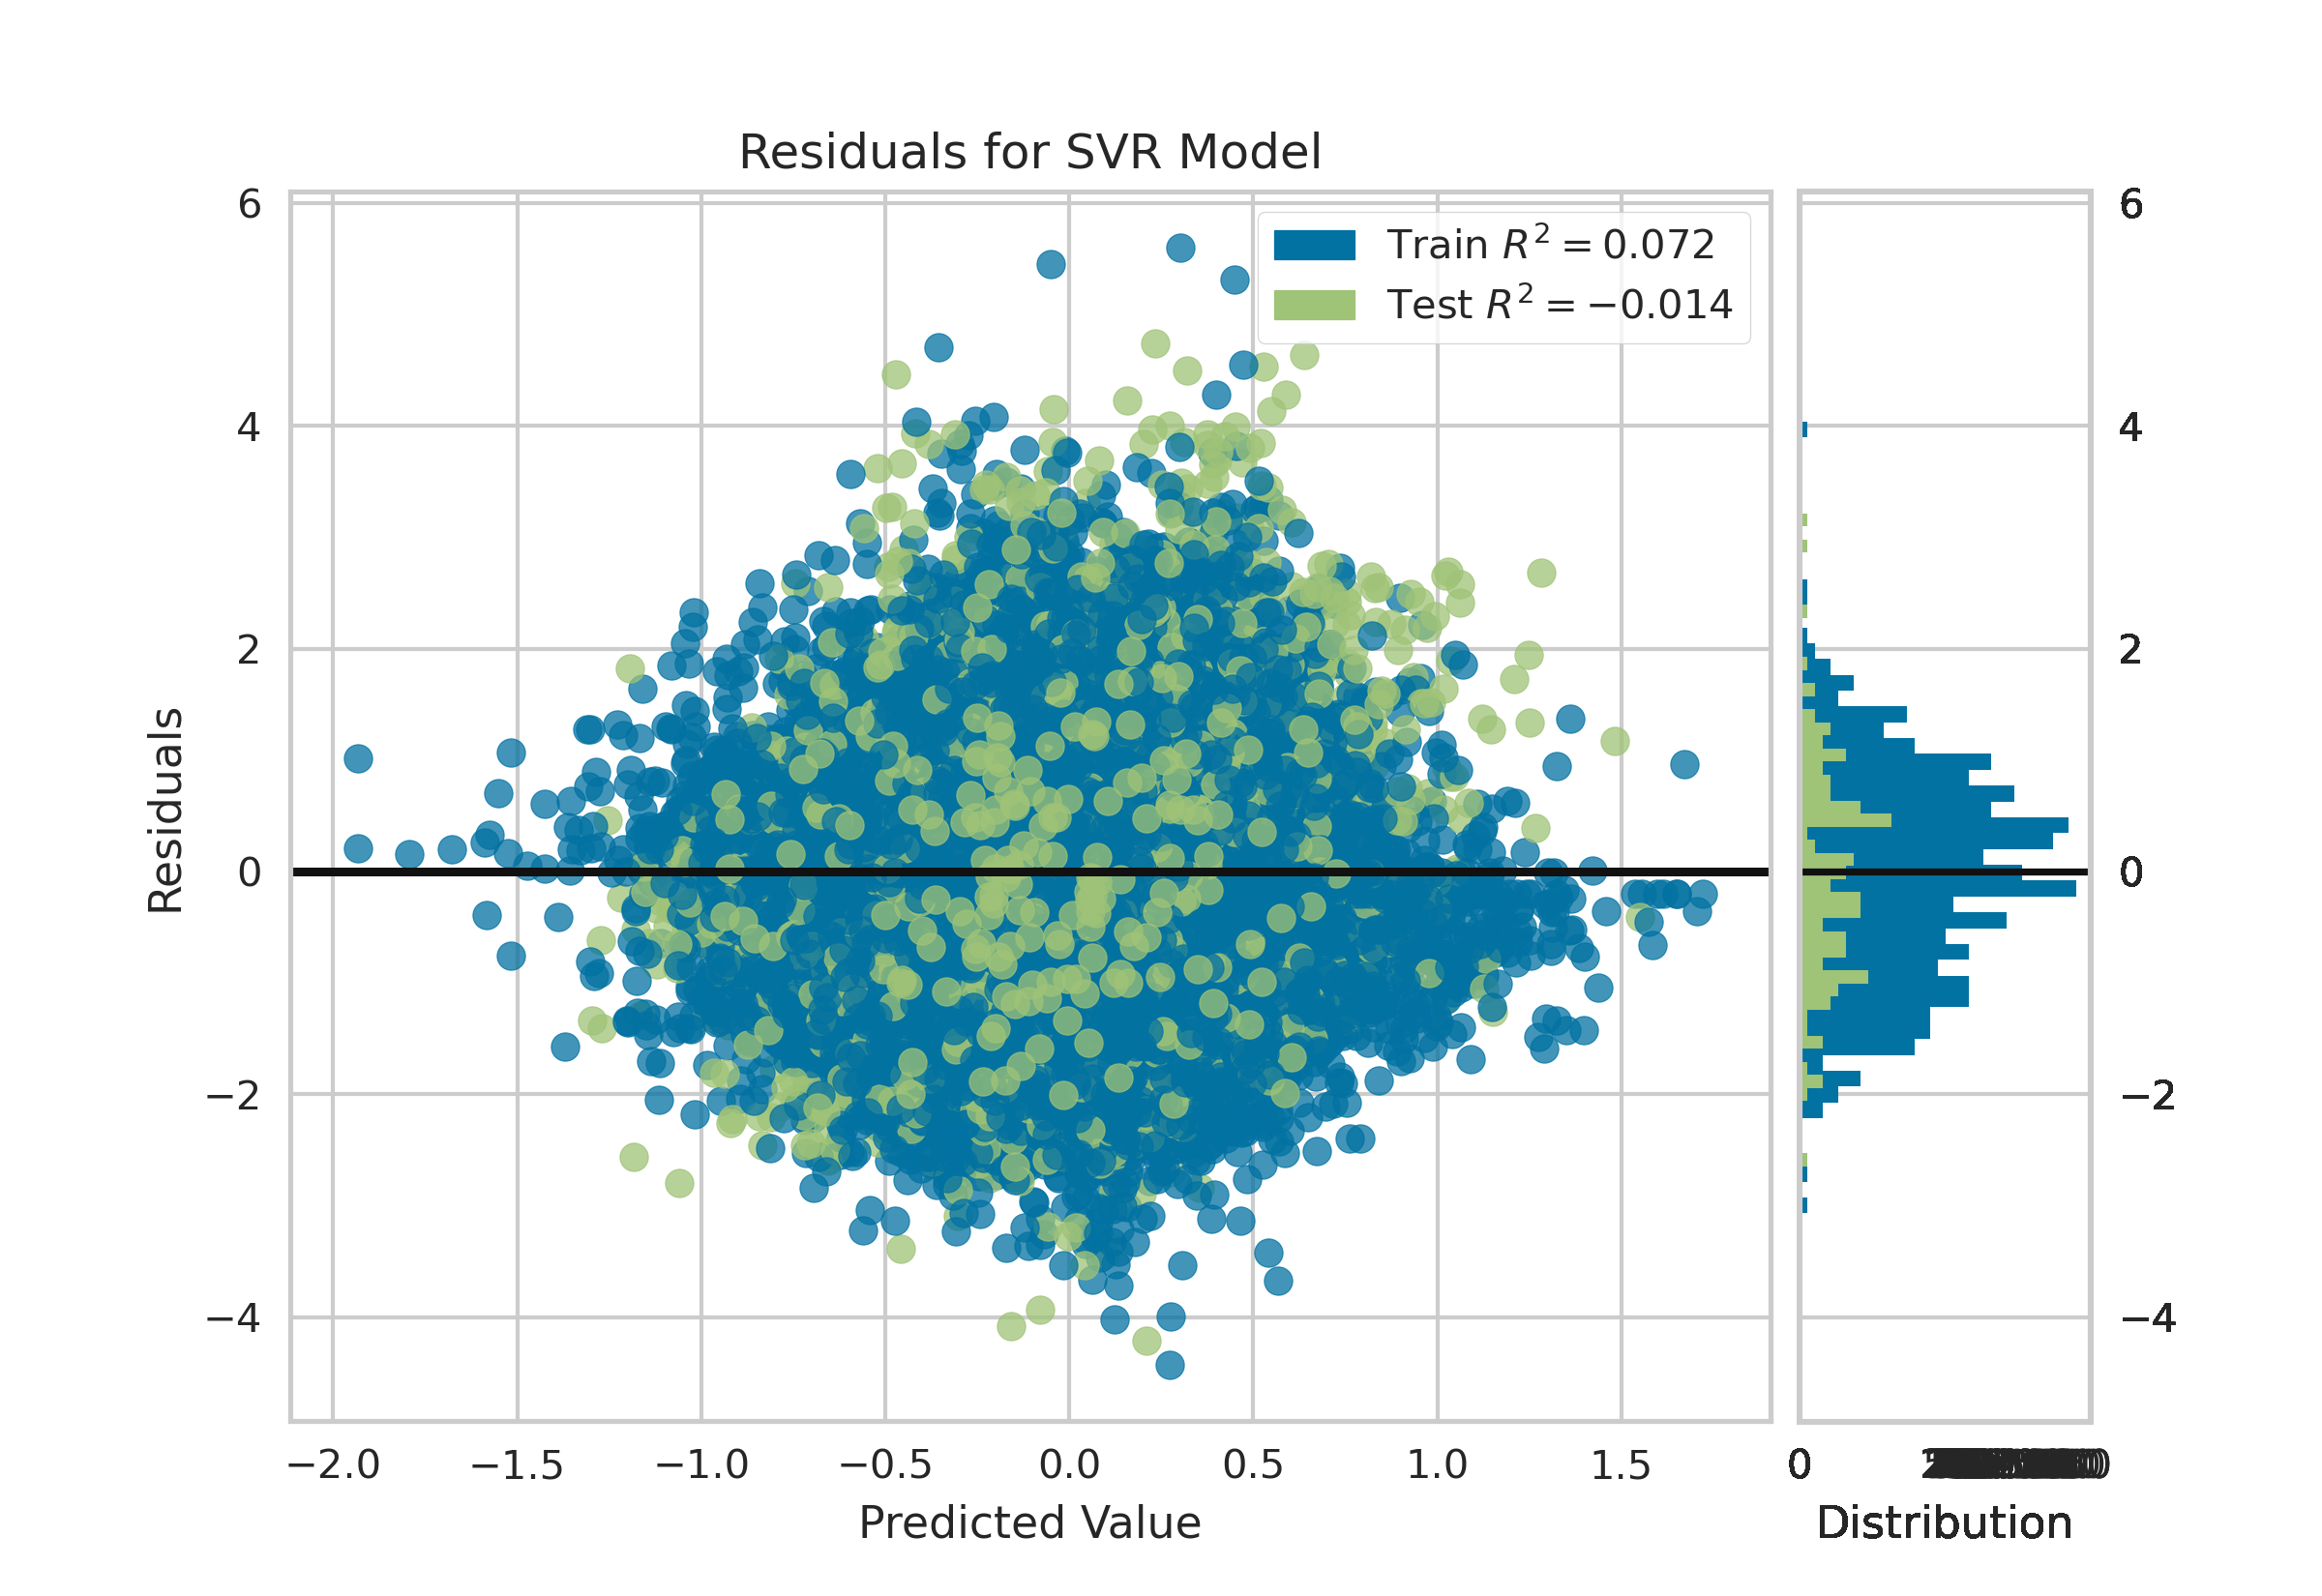 Residuals for SVR Model
Train R² = 0.072
Test R² = −0.014
Residuals
6
4
2
0
−2
−4
−2.0 −1.5 −1.0 −0.5 0.0 0.5 1.0 1.5
Predicted Value
6
4
2
0
−2
−4
0
Distribution